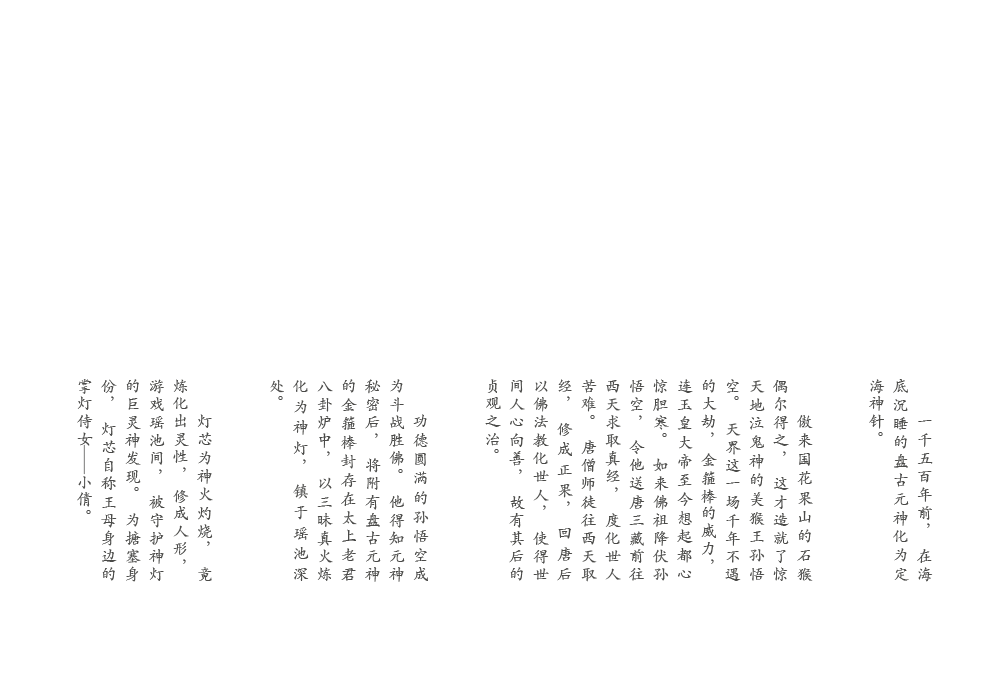 一千五百年前，在海
底沉睡的盘古元神化为定
海神针。
傲来国花果山的石猴
偶尔得之，这才造就了惊
天地泣鬼神的美猴王孙悟
空。天界这一场千年不遇
的大劫，金箍棒的威力，
连玉皇大帝至今想起都心
惊胆寒。如来佛祖降伏孙
悟空，令他送唐三藏前往
西天求取真经，度化世人
苦难。唐僧师徒往西天取
经，修成正果，回唐后
以佛法教化世人，使得世
间人心向善，故有其后的
贞观之治。
功德圆满的孙悟空成
为斗战胜佛。他得知元神
秘密后，将附有盘古元神
的金箍棒封存在太上老君
八卦炉中，以三昧真火炼
化为神灯，镇于瑶池深
处。
灯芯为神火灼烧，竟
炼化出灵性，修成人形，
游戏瑶池间，被守护神灯
的巨灵神发现。为搪塞身
份，灯芯自称王母身边的
掌灯侍女——小倩。